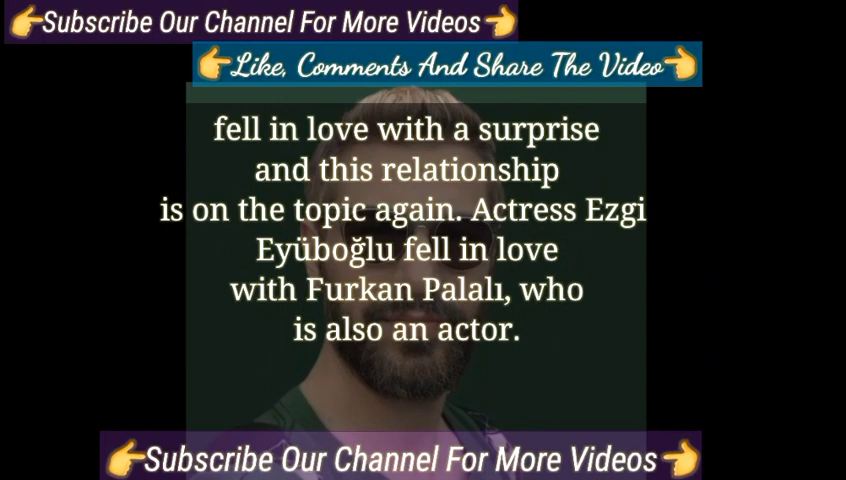 👉Subscribe Our Channel For More Videos👈
👉Like, Comments And Share The Video👈
fell in love with a surprise
and this relationship
is on the topic again. Actress Ezgi
Eyüboğlu fell in love
with Furkan Palalı, who
is also an actor.
👉Subscribe Our Channel For More Videos👈